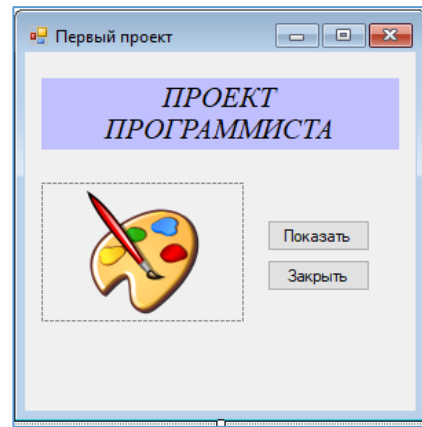 Первый проект
ПРОЕКТ
ПРОГРАММИСТА
Показать
Закрыть